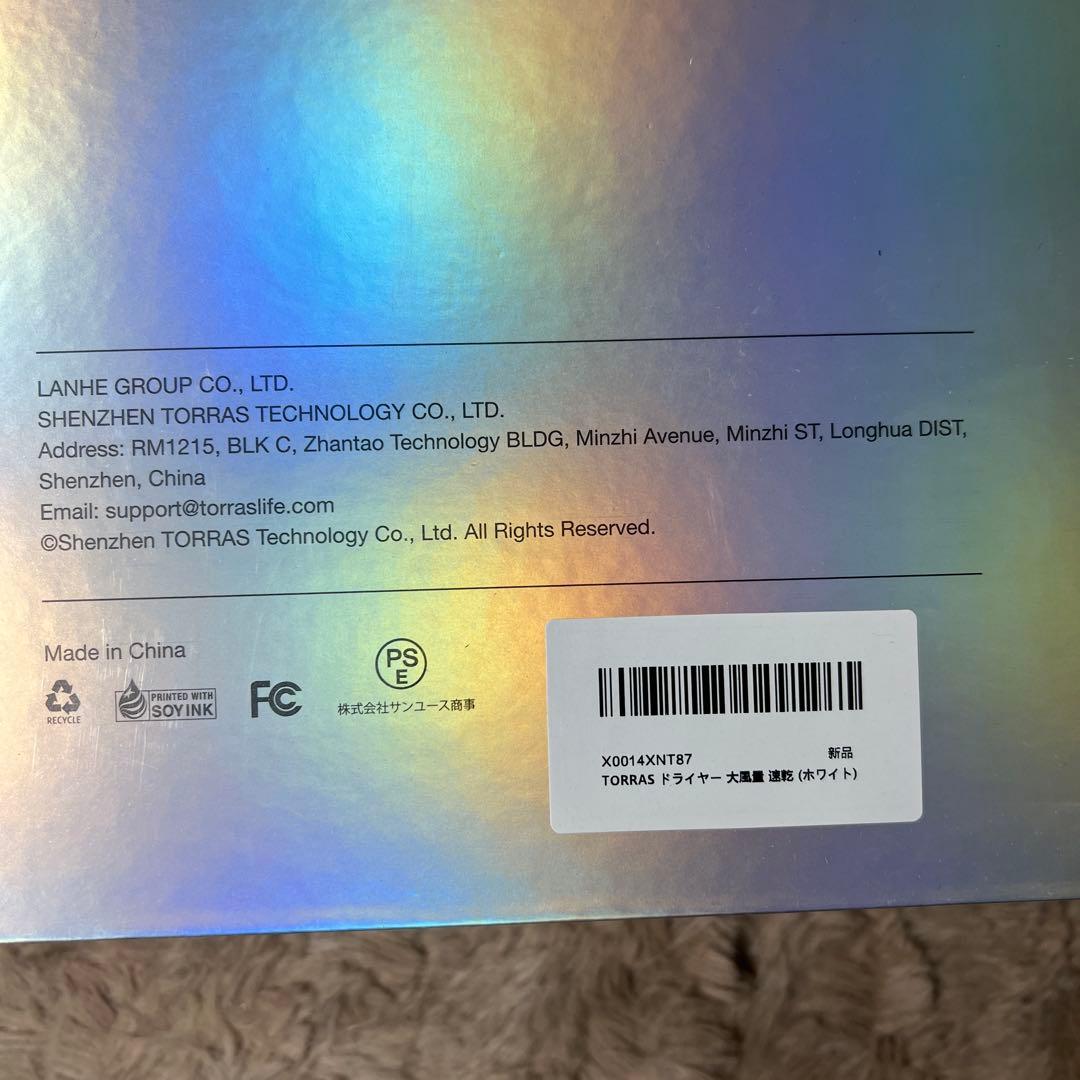 LANHE GROUP CO., LTD.
SHENZHEN TORRAS TECHNOLOGY CO., LTD.
Address: RM1215, BLK C, Zhantao Technology BLDG, Minzhi Avenue, Minzhi ST, Longhua DIST,
Shenzhen, China
Email: support@torraslife.com
©Shenzhen TORRAS Technology Co., Ltd. All Rights Reserved.
Made in China
RECYCLE
PRINTED WITH
SOY INK
FC
PS
E
株式会社サンユース商事
X0014XNT87
新品
TORRAS ドライヤー 大風量 速乾 (ホワイト)